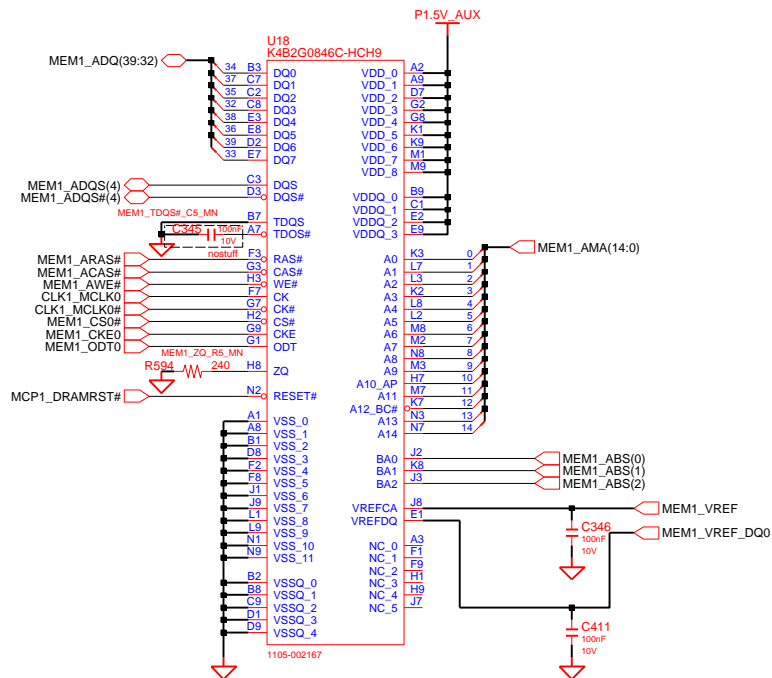 P1.5V_AUX
U18
K4B2G0846C-HCH9
MEM1_ADQ(39:32)
34 B3 DQ0 VDD_0 A2
37 C7 DQ1 VDD_1 A9
35 C2 DQ2 VDD_2 D7
32 C8 DQ3 VDD_3 G2
38 E3 DQ4 VDD_4 G8
36 E8 DQ5 VDD_5 K1
39 D2 DQ6 VDD_6 K9
33 E7 DQ7 VDD_7 M1
VDD_8 M9
MEM1_ADQS(4) C3 DQS
MEM1_ADQS#(4) D3 DQS# VDDQ_0 B9
VDDQ_1 C1
MEM1_TDQS#_C5_MN
B7 TDQS VDDQ_2 E2
C345 100nF A7 TDOS# VDDQ_3 E9
10V
nostuff
MEM1_AMA(14:0)
MEM1_ARAS# F3 RAS# A0 K3 0
MEM1_ACAS# G3 CAS# A1 L7 1
MEM1_AWE# H3 WE# A2 L3 2
CLK1_MCLK0 F7 CK A3 K2 3
CLK1_MCLK0# G7 CK# A4 L8 4
MEM1_CS0# H2 CS# A5 L2 5
MEM1_CKE0 G9 CKE A6 M8 6
MEM1_ODT0 G1 ODT A7 M2 7
MEM1_ZQ_R5_MN
A8 N8 8
R594 240 H8 ZQ A9 M3 9
A10_AP H7 10
MCP1_DRAMRST# N2 RESET# A11 M7 11
A12_BC# K7 12
A1 VSS_0 A13 N3 13
A8 VSS_1 A14 N7 14
B1 VSS_2
D8 VSS_3 BA0 J2 MEM1_ABS(0)
F2 VSS_4 BA1 K8 MEM1_ABS(1)
F8 VSS_5 BA2 J3 MEM1_ABS(2)
J1 VSS_6
J9 VSS_7 VREFCA J8 MEM1_VREF
L1 VSS_8 VREFDQ E1
L9 VSS_9
C346
100nF
10V
MEM1_VREF_DQ0
N1 VSS_10 NC_0 A3
N9 VSS_11 NC_1 F1
NC_2 F9
B2 VSSQ_0 NC_3 H1
B8 VSSQ_1 NC_4 H9
C9 VSSQ_2 NC_5 J7
D1 VSSQ_3
D9 VSSQ_4
C411
100nF
10V
1105-002167